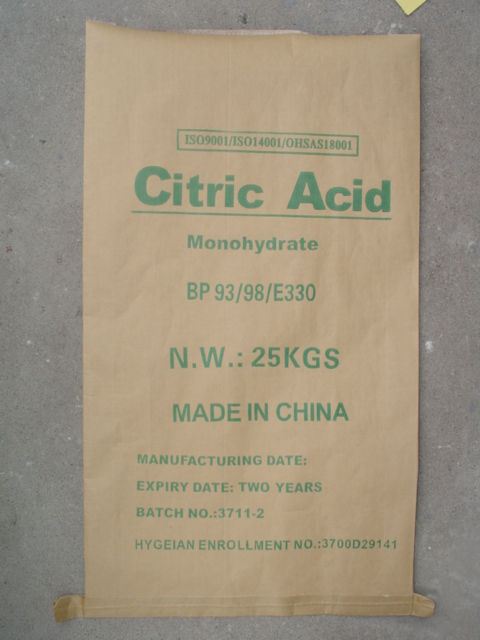 ISO9001/ISO14001/OHSAS18001
Citric Acid
Monohydrate
BP 93/98/E330
N.W.: 25KGS
MADE IN CHINA
MANUFACTURING DATE:
EXPIRY DATE: TWO YEARS
BATCH NO.:3711-2
HYGEIAN ENROLLMENT NO.:3700D29141